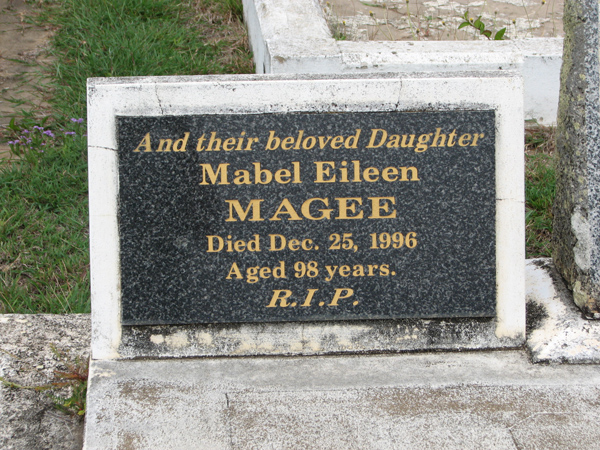 And their beloved Daughter
Mabel Eileen
MAGEE
Died Dec. 25, 1996
Aged 98 years.
R.I.P.